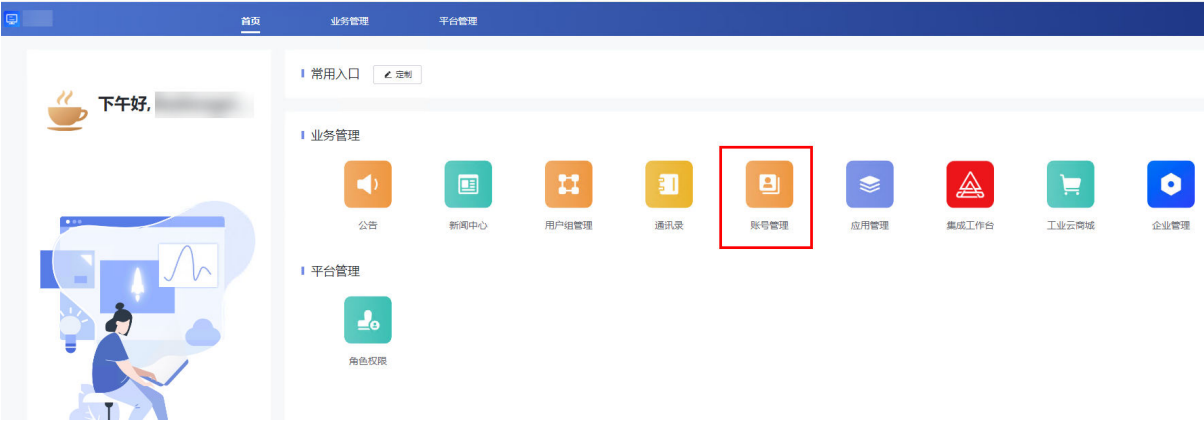 首页 业务管理 平台管理
下午好,
常用入口 定制
业务管理
公告 新闻中心 用户组管理 通讯录 账号管理 应用管理 集成工作台 工业云商城 企业管理
平台管理
角色权限